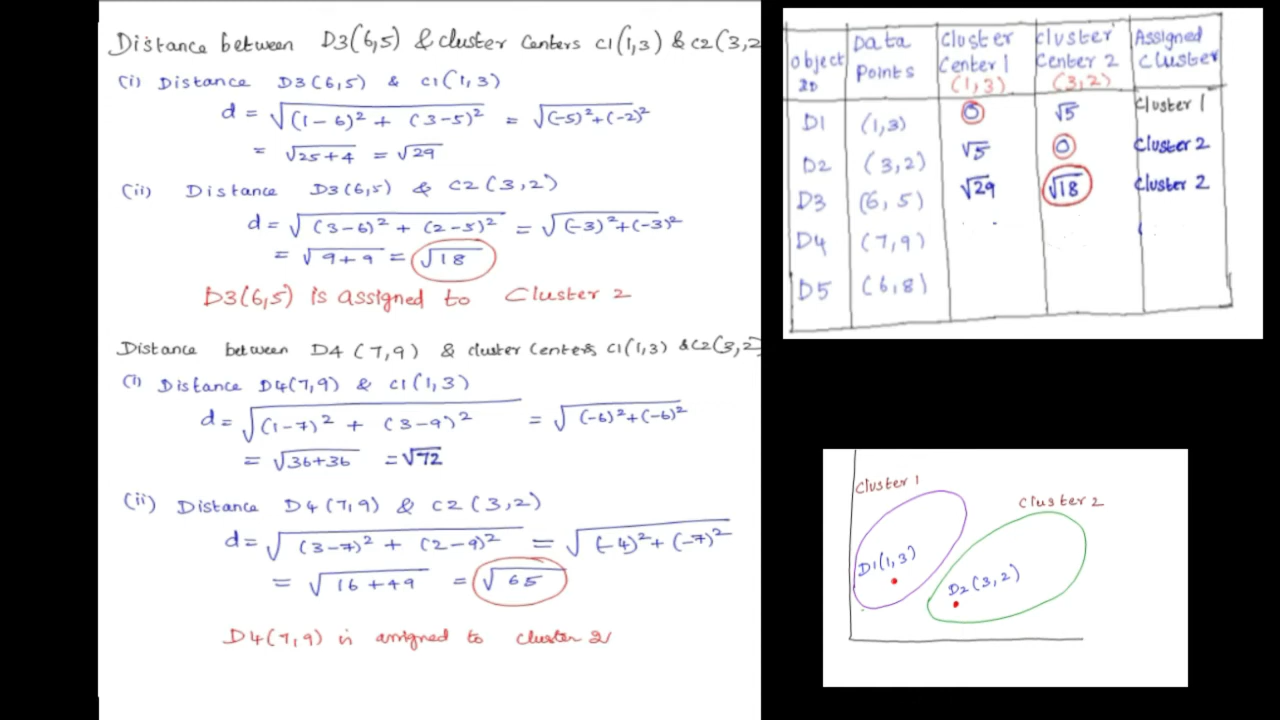 Distance between D3(6,5) & cluster centers C1(1,3) & C2(3,2
(i) Distance D3(6,5) & C1(1,3)
d = √(1-6)² + (3-5)² = √(-5)²+(-2)²
= √25+4 = √29
(ii) Distance D3(6,5) & C2(3,2)
d = √(3-6)² + (2-5)² = √(-3)²+(-3)²
= √9+9 = √18
D3(6,5) is assigned to Cluster 2
Distance between D4 (7,9) & cluster Centers C1(1,3) & C2(3,2)
(i) Distance D4(7,9) & C1(1,3)
d = √(1-7)² + (3-9)² = √(-6)²+(-6)²
= √36+36 = √72
(ii) Distance D4(7,9) & C2(3,2)
d = √(3-7)² + (2-9)² = √(-4)²+(-7)²
= √16+49 = √65
D4(7,9) is assigned to cluster 2
Object ID Data Points Cluster Center 1 (1,3) Cluster Center 2 (3,2) Assigned Cluster
D1 (1,3) 0 √5 Cluster 1
D2 (3,2) √5 0 Cluster 2
D3 (6,5) √29 √18 Cluster 2
D4 (7,9)
D5 (6,8)
Cluster 1
Cluster 2
D1(1,3)
D2(3,2)